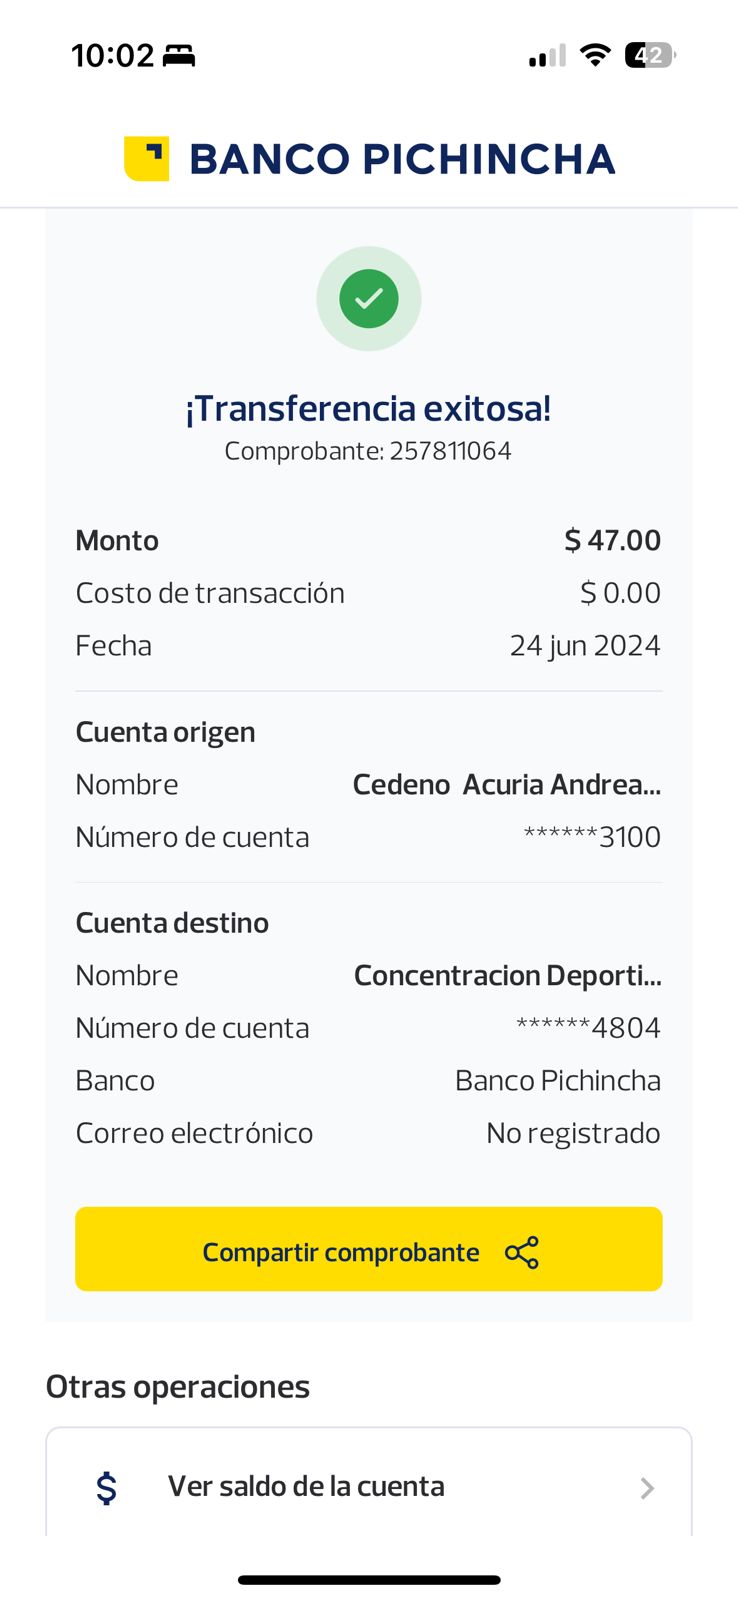 10:02
42
BANCO PICHINCHA
¡Transferencia exitosa!
Comprobante: 257811064
Monto $ 47.00
Costo de transacción $ 0.00
Fecha 24 jun 2024
Cuenta origen
Nombre Cedeno  Acuria Andrea...
Número de cuenta ******3100
Cuenta destino
Nombre Concentracion Deporti...
Número de cuenta ******4804
Banco Banco Pichincha
Correo electrónico No registrado
Compartir comprobante
Otras operaciones
$ Ver saldo de la cuenta